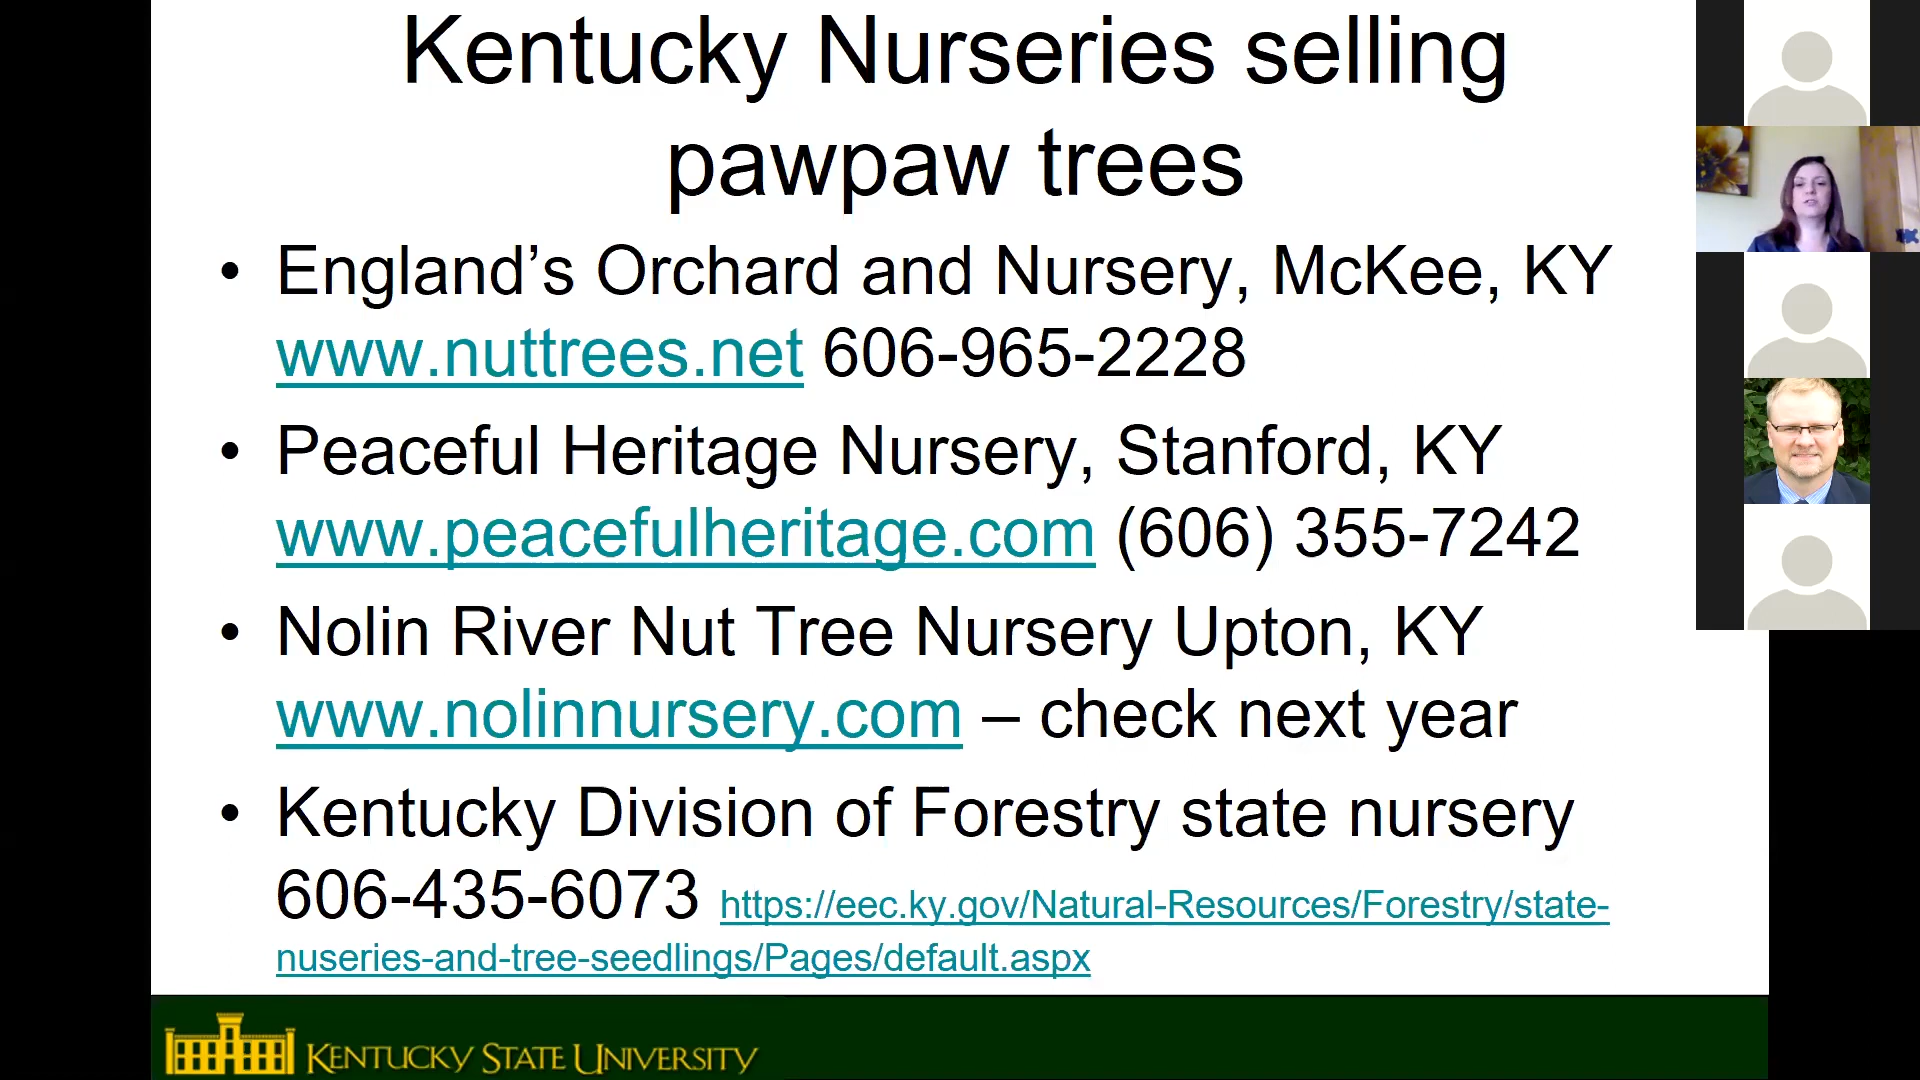 Kentucky Nurseries selling
pawpaw trees
• England’s Orchard and Nursery, McKee, KY
www.nuttrees.net 606-965-2228
• Peaceful Heritage Nursery, Stanford, KY
www.peacefulheritage.com (606) 355-7242
• Nolin River Nut Tree Nursery Upton, KY
www.nolinnursery.com – check next year
• Kentucky Division of Forestry state nursery
606-435-6073 https://eec.ky.gov/Natural-Resources/Forestry/state-
nuseries-and-tree-seedlings/Pages/default.aspx
KENTUCKY STATE UNIVERSITY